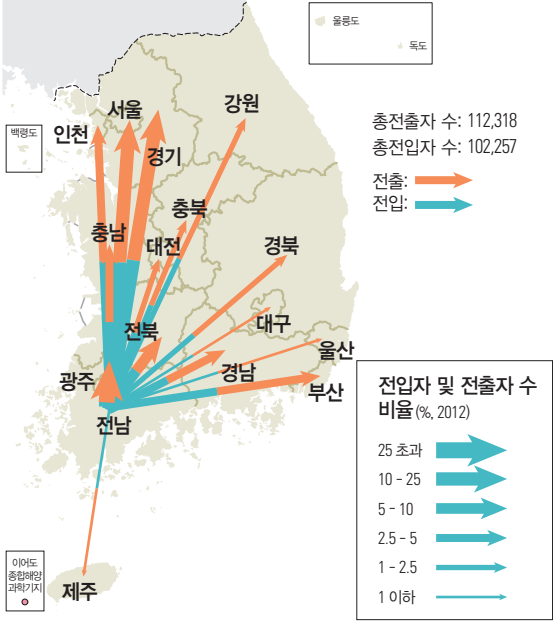 울릉도
독도
백령도
서울
인천
경기
강원
총전출자 수: 112,318
총전입자 수: 102,257
전출:
전입:
충북
충남
대전
경북
전북
대구
울산
광주
경남
부산
전남
제주
이어도
종합해양
과학기지
전입자 및 전출자 수
비율(%, 2012)
25 초과
10 - 25
5 - 10
2.5 - 5
1 - 2.5
1 이하